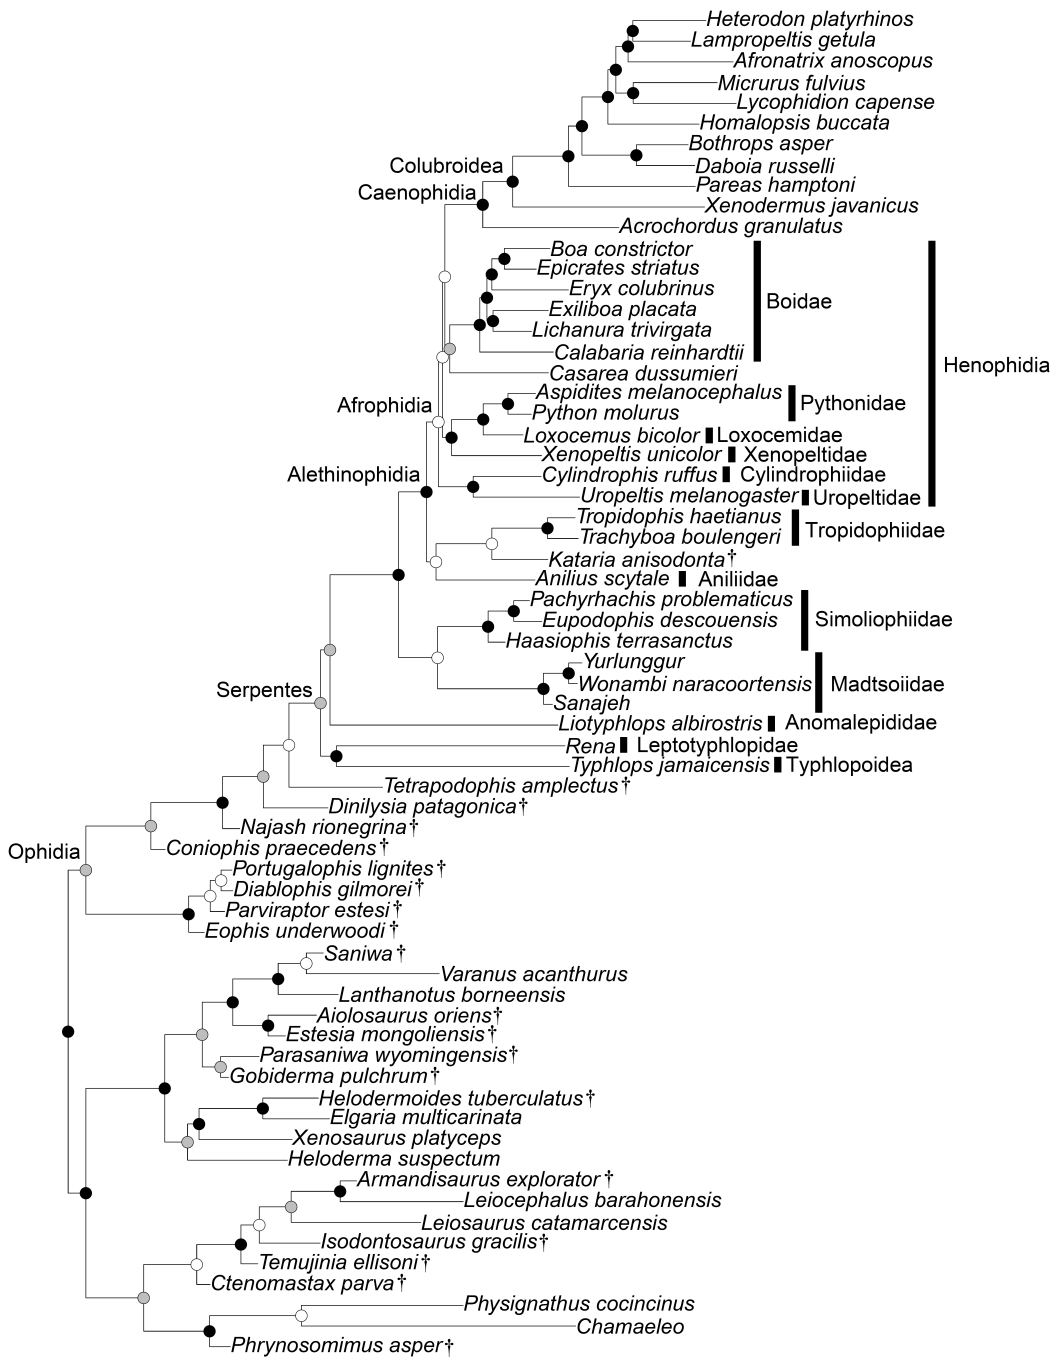 Heterodon platyrhinos
Lampropeltis getula
Afronatrix anoscopus
Micrurus fulvius
Lycophidion capense
Homalopsis buccata
Bothrops asper
Daboia russelli
Colubroidea
Pareas hamptoni
Caenophidia
Xenodermus javanicus
Acrochordus granulatus
Boa constrictor
Epicrates striatus
Eryx colubrinus
Boidae
Exiliboa placata
Lichanura trivirgata
Calabaria reinhardtii
Henophidia
Casarea dussumieri
Aspidites melanocephalus
Pythonidae
Afrophidia
Python molurus
Loxocemus bicolor Loxocemidae
Xenopeltis unicolor Xenopeltidae
Alethinophidia
Cylindrophis ruffus Cylindrophiidae
Uropeltis melanogaster Uropeltidae
Tropidophis haetianus
Tropidophiidae
Trachyboa boulengeri
Kataria anisodonta†
Anilius scytale Aniliidae
Pachyrhachis problematicus
Eupodophis descouensis
Simoliophiidae
Haasiophis terrasanctus
Yurlunggur
Wonambi naracoortensis
Madtsoiidae
Serpentes
Sanajeh
Liotyphlops albirostris Anomalepididae
Rena Leptotyphlopidae
Typhlops jamaicensis Typhlopoidea
Tetrapodophis amplectus†
Dinilysia patagonica†
Najash rionegrina†
Coniophis praecedens†
Ophidia
Portugalophis lignites†
Diablophis gilmorei†
Parviraptor estesi†
Eophis underwoodi†
Saniwa†
Varanus acanthurus
Lanthanotus borneensis
Aiolosaurus oriens†
Estesia mongoliensis†
Parasaniwa wyomingensis†
Gobiderma pulchrum†
Helodermoides tuberculatus†
Elgaria multicarinata
Xenosaurus platyceps
Heloderma suspectum
Armandisaurus explorator†
Leiocephalus barahonensis
Leiosaurus catamarcensis
Isodontosaurus gracilis†
Temujinia ellisoni†
Ctenomastax parva†
Physignathus cocincinus
Chamaeleo
Phrynosomimus asper†